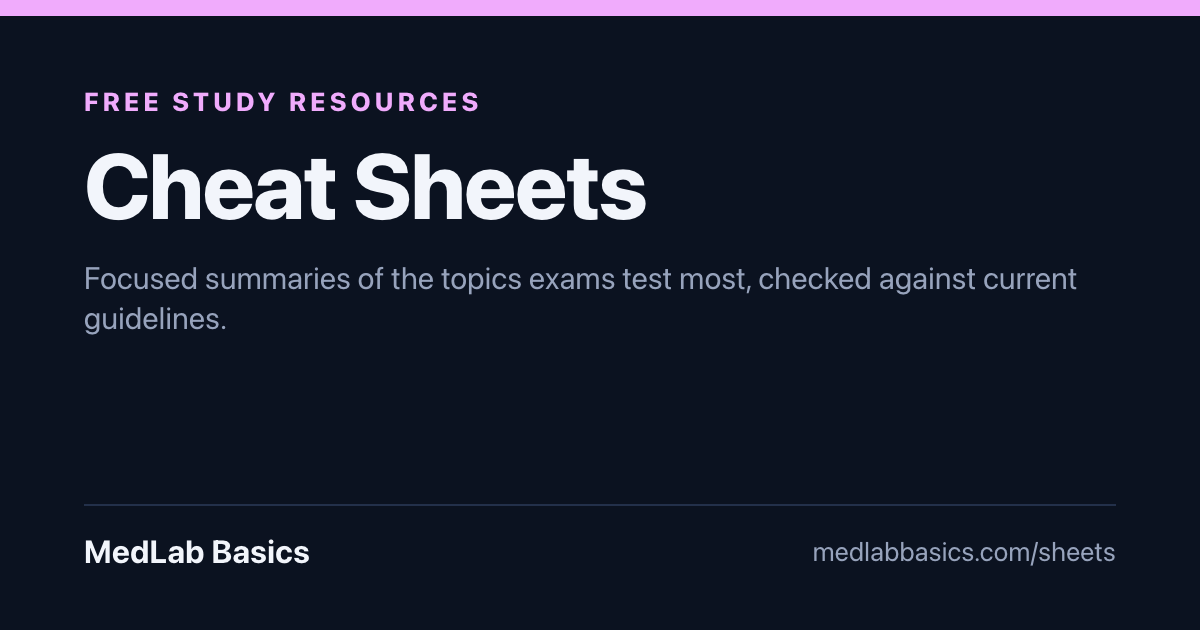 FREE STUDY RESOURCES
Cheat Sheets
Focused summaries of the topics exams test most, checked against current
guidelines.
MedLab Basics
medlabbasics.com/sheets